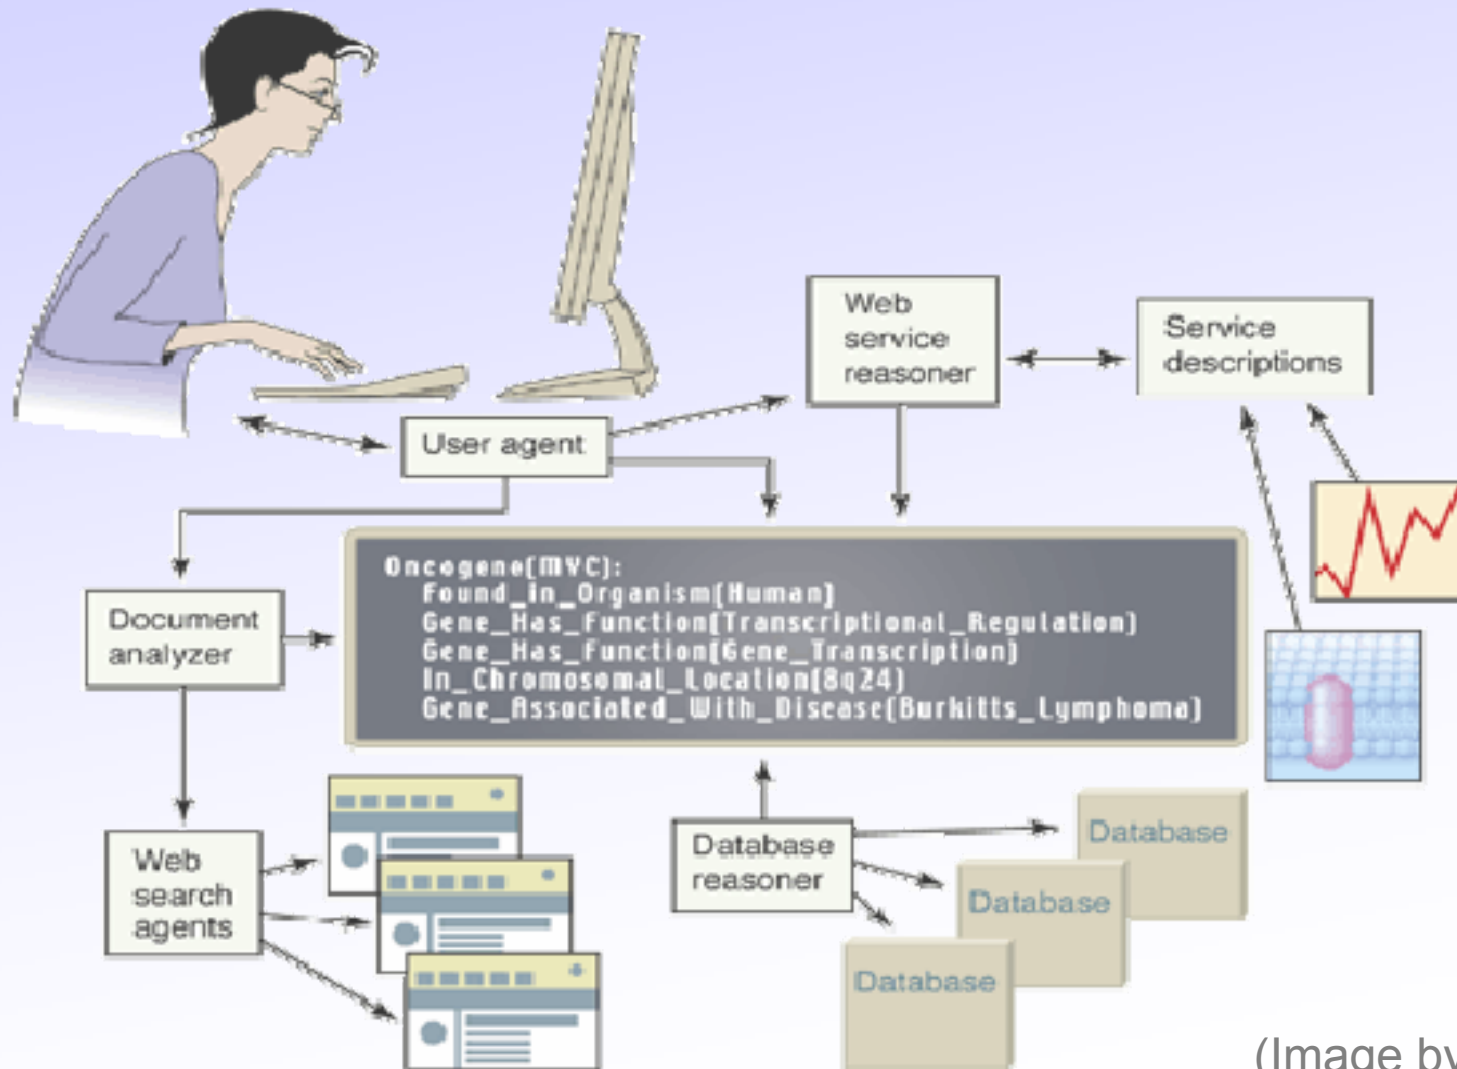 Web
service
reasoner
Service
descriptions
User agent
Oncogene(MYC):
Found_in_Organism(Human)
Gene_Has_Function(Transcriptional_Regulation)
Gene_Has_Function(Gene_Transcription)
In_Chromosomal_Location(8q24)
Gene_Associated_With_Disease(Burkitts_Lymphoma)
Document
analyzer
Web
search
agents
Database
reasoner
Database
Database
Database
(Image by